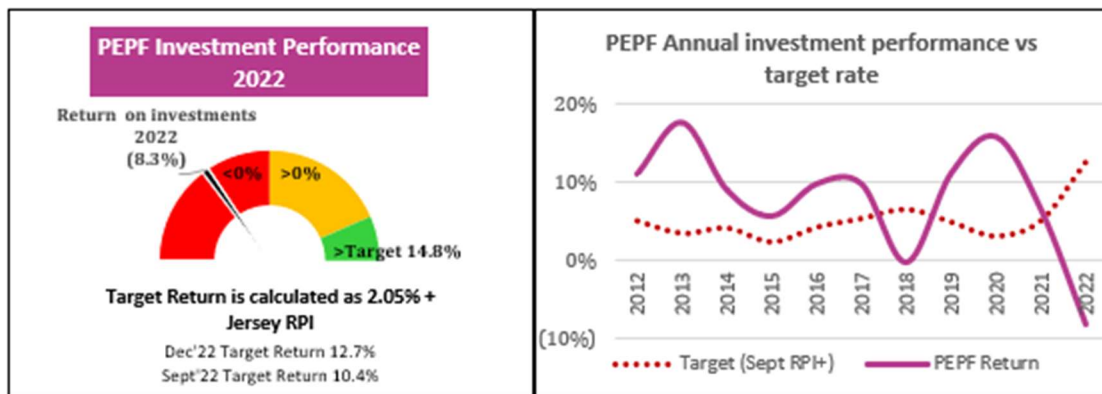 PEPF Investment Performance
2022
Return on investments
2022
(8.3%)
<0%
>0%
>Target 14.8%
Target Return is calculated as 2.05% +
Jersey RPI
Dec'22 Target Return 12.7%
Sept'22 Target Return 10.4%
PEPF Annual investment performance vs
target rate
20%
10%
0%
(10%)
2012
2013
2014
2015
2016
2017
2018
2019
2020
2021
2022
Target (Sept RPI+)
PEPF Return